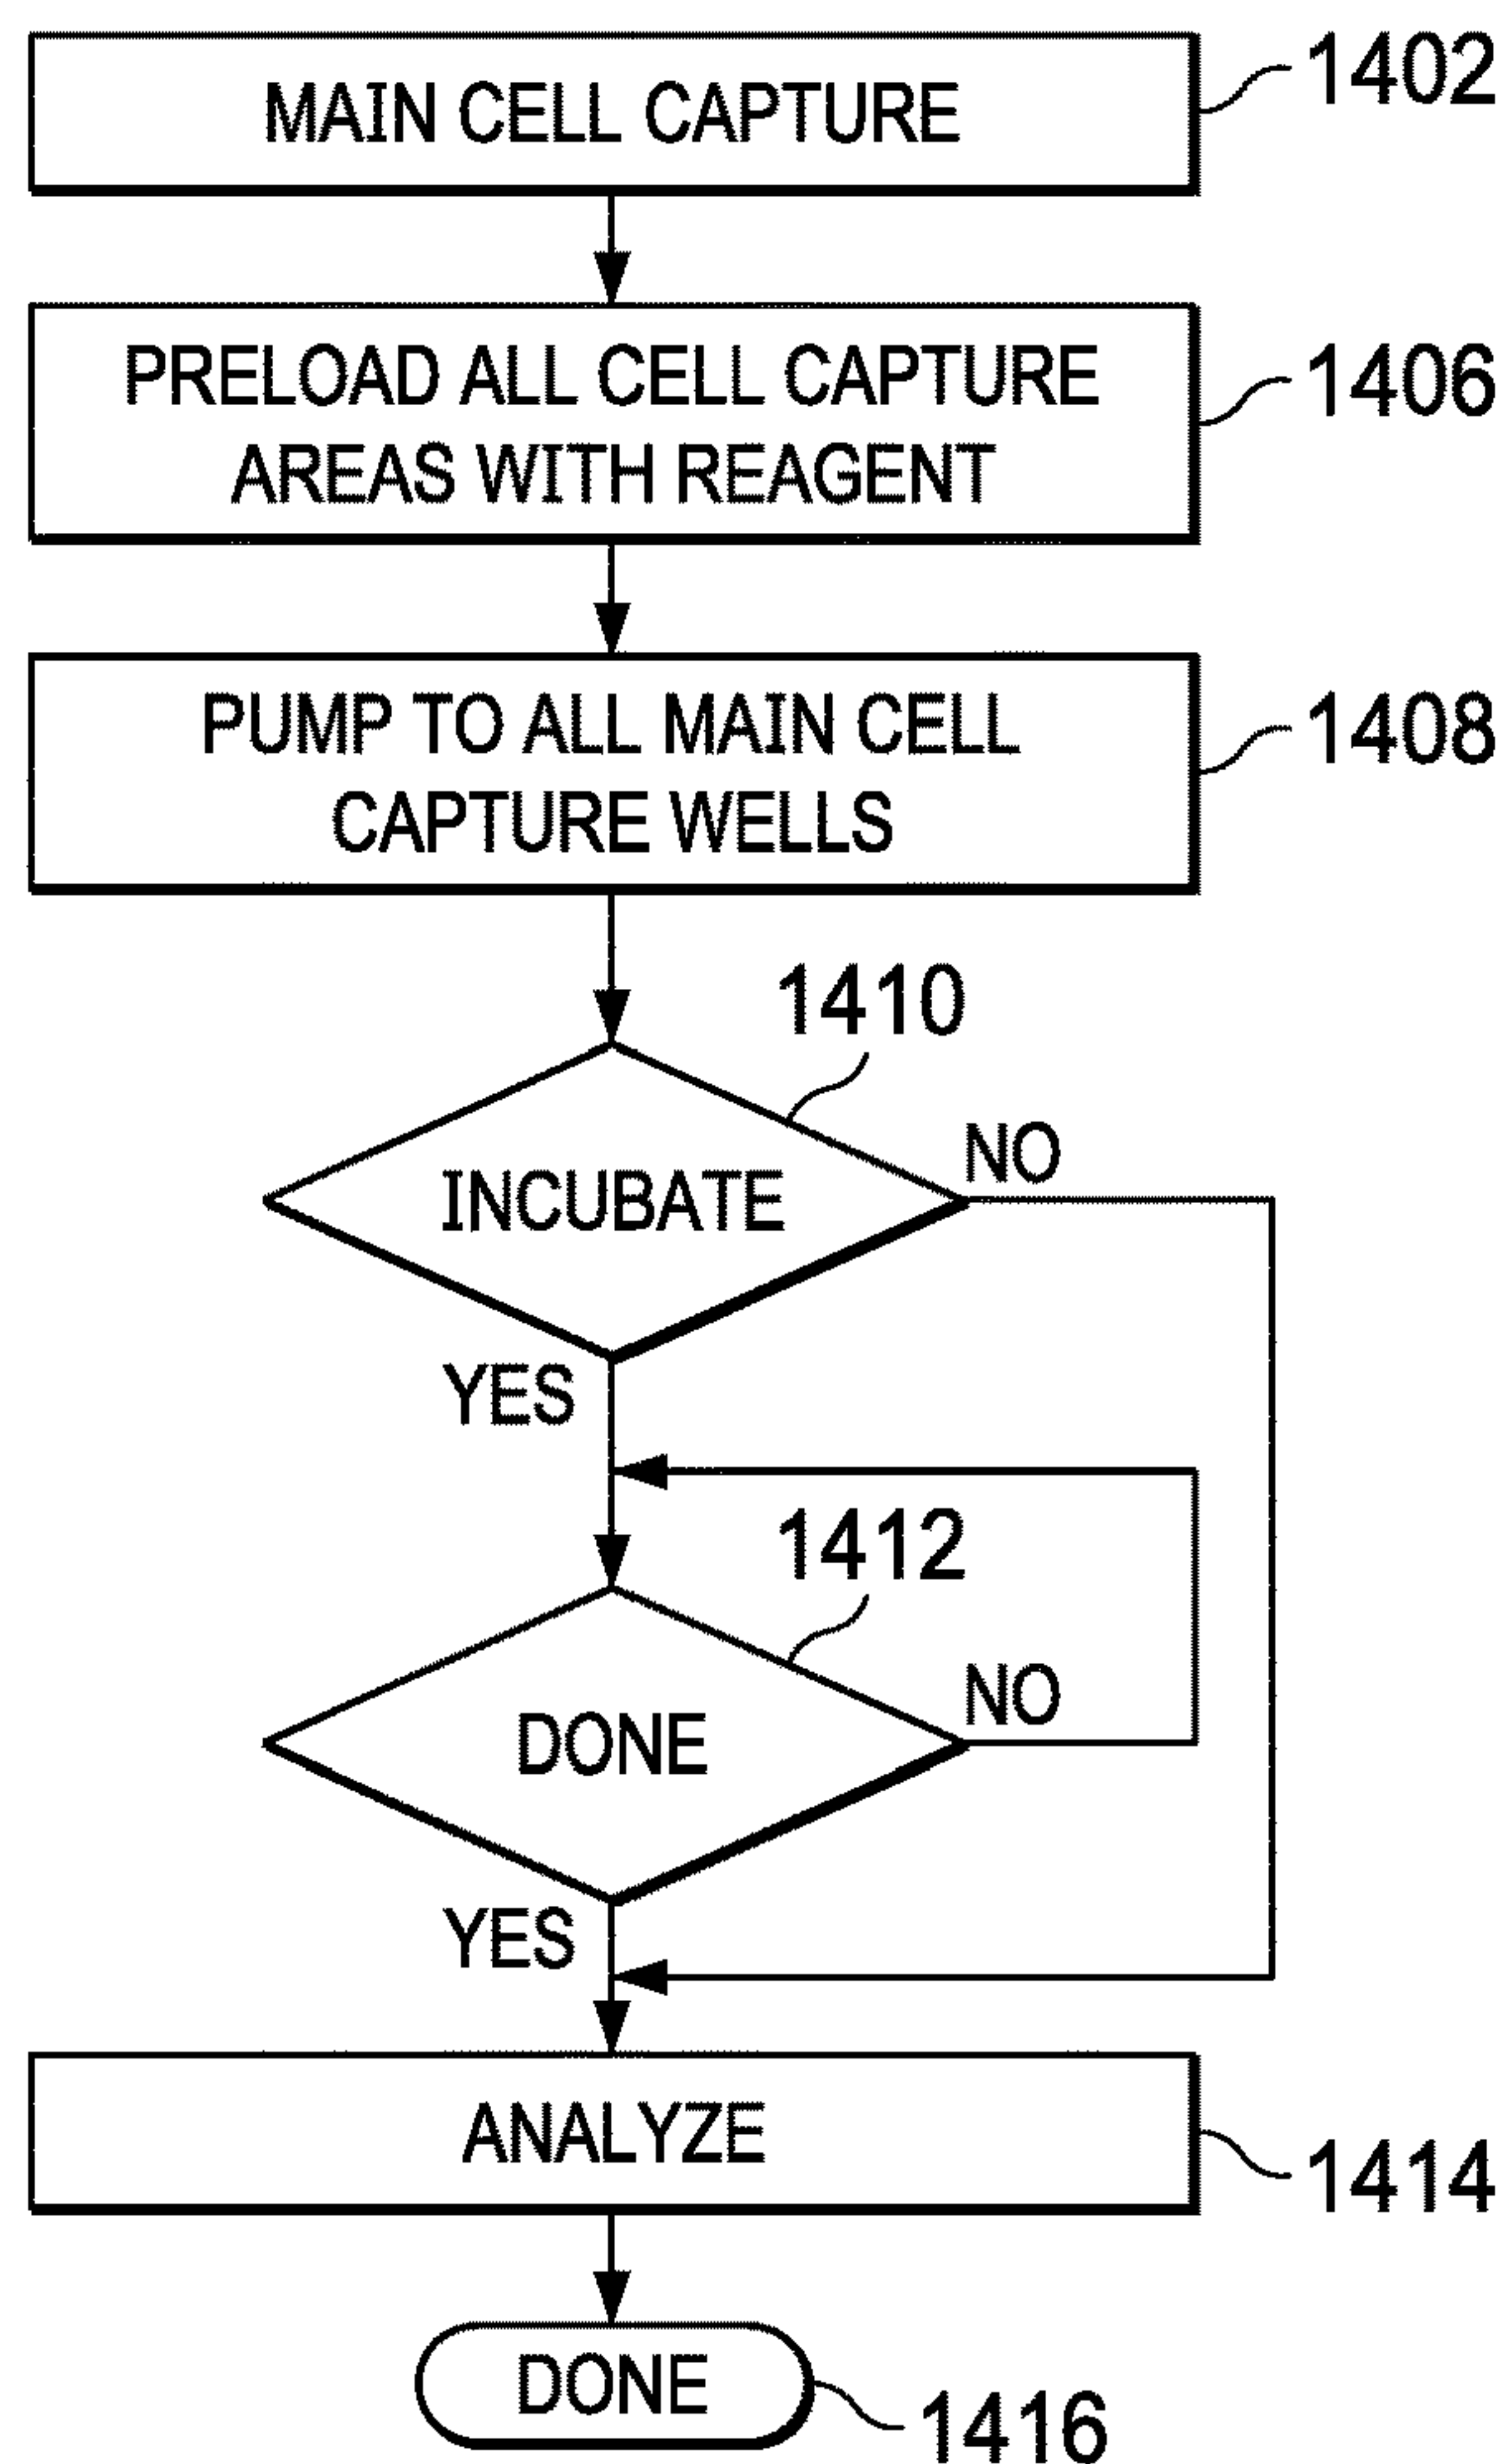 MAIN CELL CAPTURE
1402
PRELOAD ALL CELL CAPTURE
AREAS WITH REAGENT
1406
PUMP TO ALL MAIN CELL
CAPTURE WELLS
1408
1410
INCUBATE
NO
YES
1412
DONE
NO
YES
ANALYZE
1414
DONE
1416